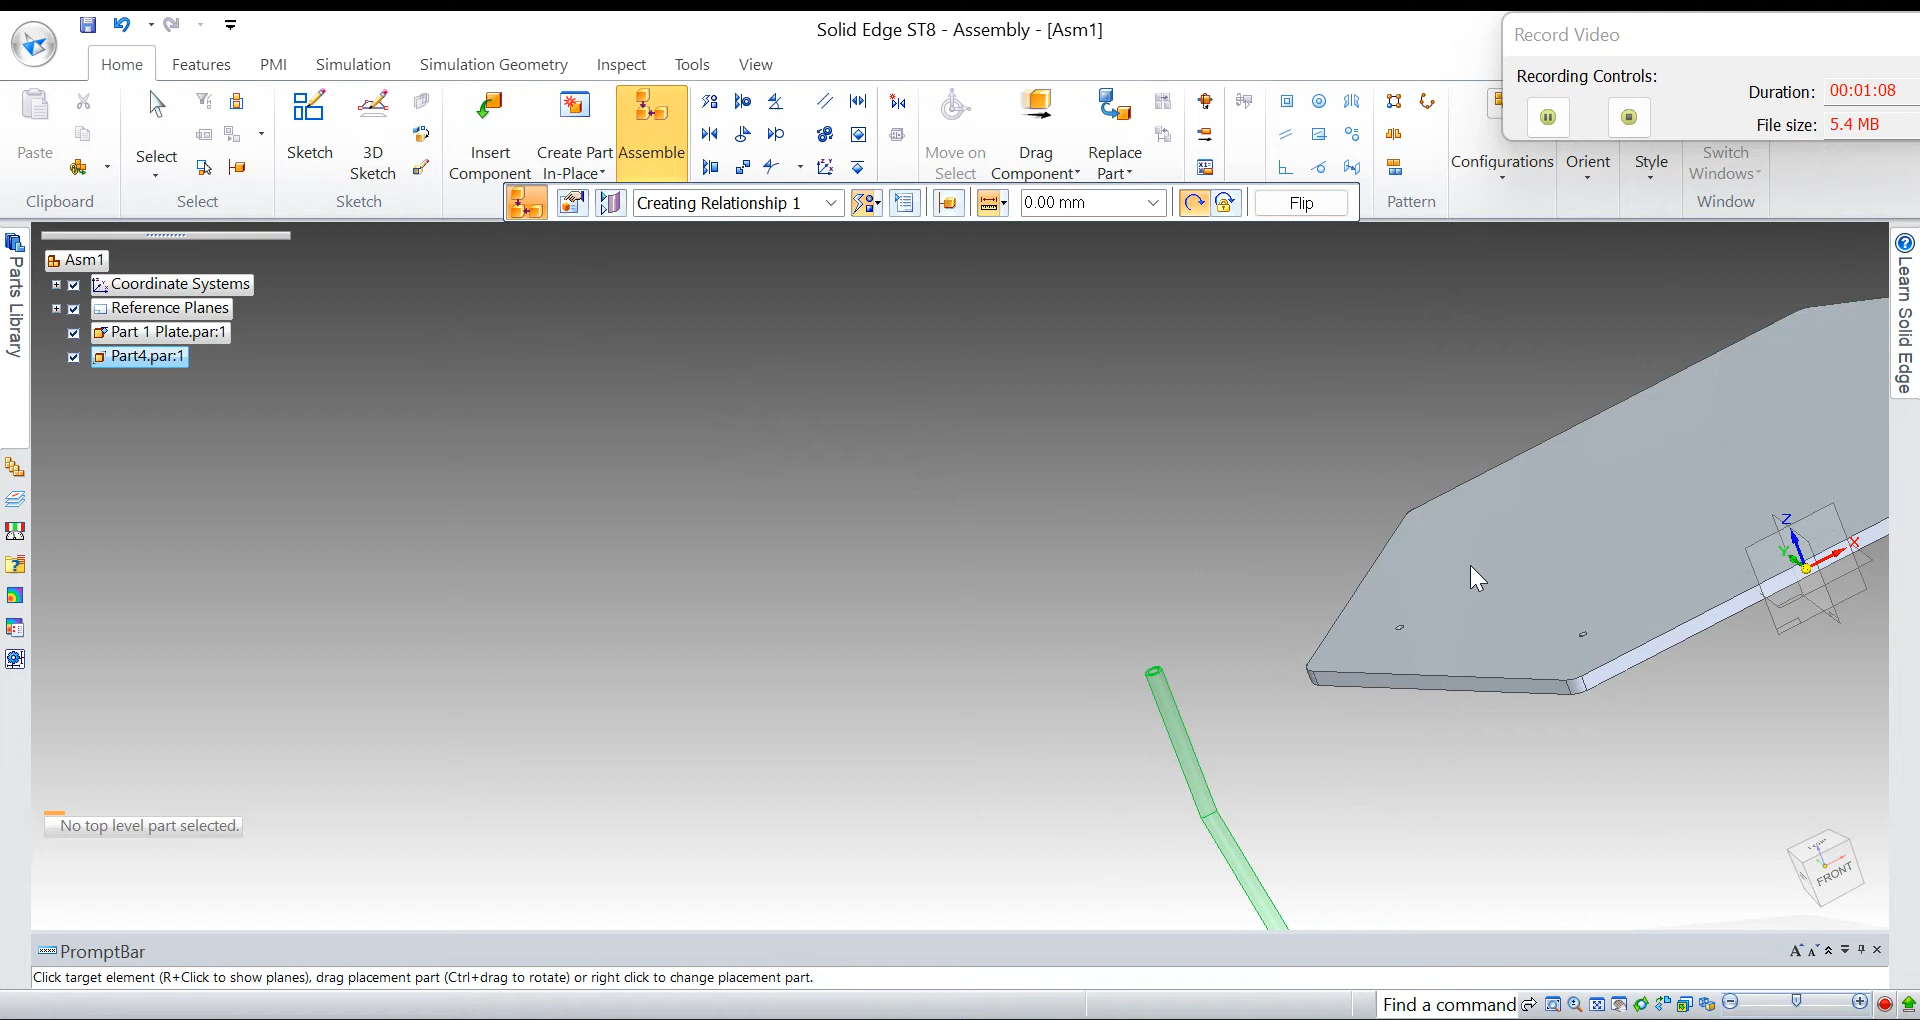 Solid Edge ST8 - Assembly - [Asm1]
Record Video
Recording Controls:
Duration: 00:01:08
File size: 5.4 MB
Home Features PMI Simulation Simulation Geometry Inspect Tools View
Paste
Clipboard
Select
Select
Sketch
3D Sketch
Sketch
Insert Component
Create Part In-Place
Assemble
Move on Select
Drag Component
Replace Part
Configurations
Orient
Style
Switch Windows
Pattern
Window
Creating Relationship 1
0.00 mm
Flip
Parts Library
Learn Solid Edge
Asm1
Coordinate Systems
Reference Planes
Part 1 Plate.par:1
Part4.par:1
Z
Y
X
No top level part selected.
FRONT
PromptBar
Click target element (R+Click to show planes), drag placement part (Ctrl+drag to rotate) or right click to change placement part.
Find a command